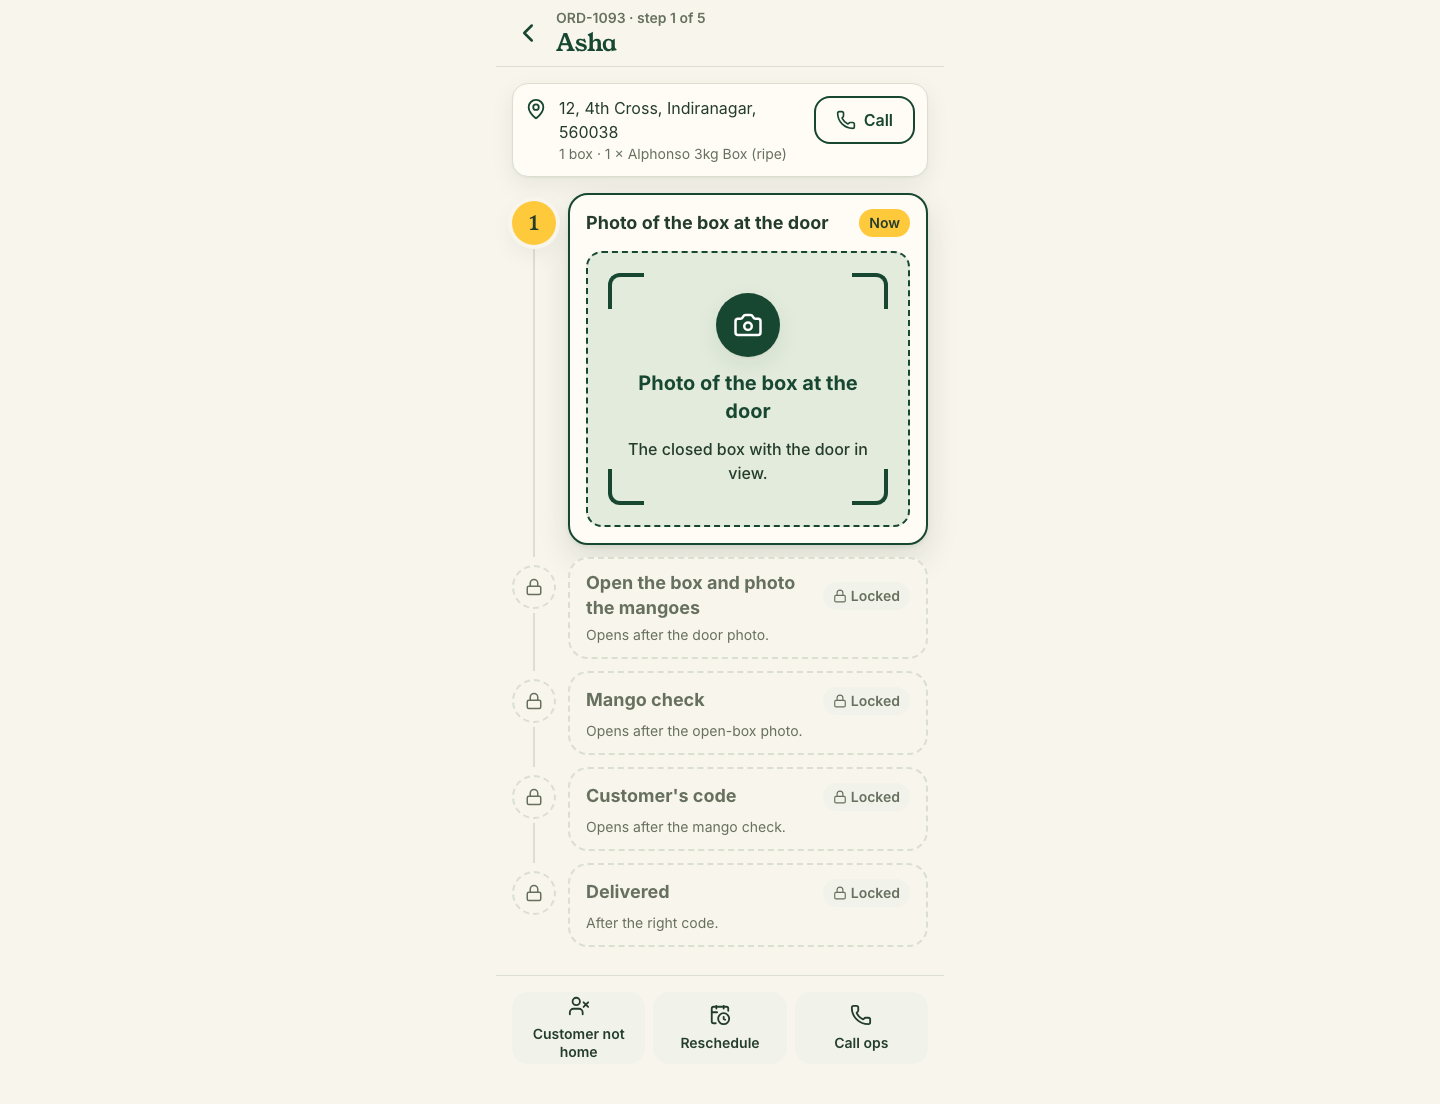 ORD-1093 · step 1 of 5
Asha
12, 4th Cross, Indiranagar,
560038
1 box · 1 × Alphonso 3kg Box (ripe)
Call
1
Photo of the box at the door
Now
Photo of the box at the
door
The closed box with the door in
view.
Open the box and photo
the mangoes
Locked
Opens after the door photo.
Mango check
Locked
Opens after the open-box photo.
Customer's code
Locked
Opens after the mango check.
Delivered
Locked
After the right code.
Customer not
home
Reschedule
Call ops